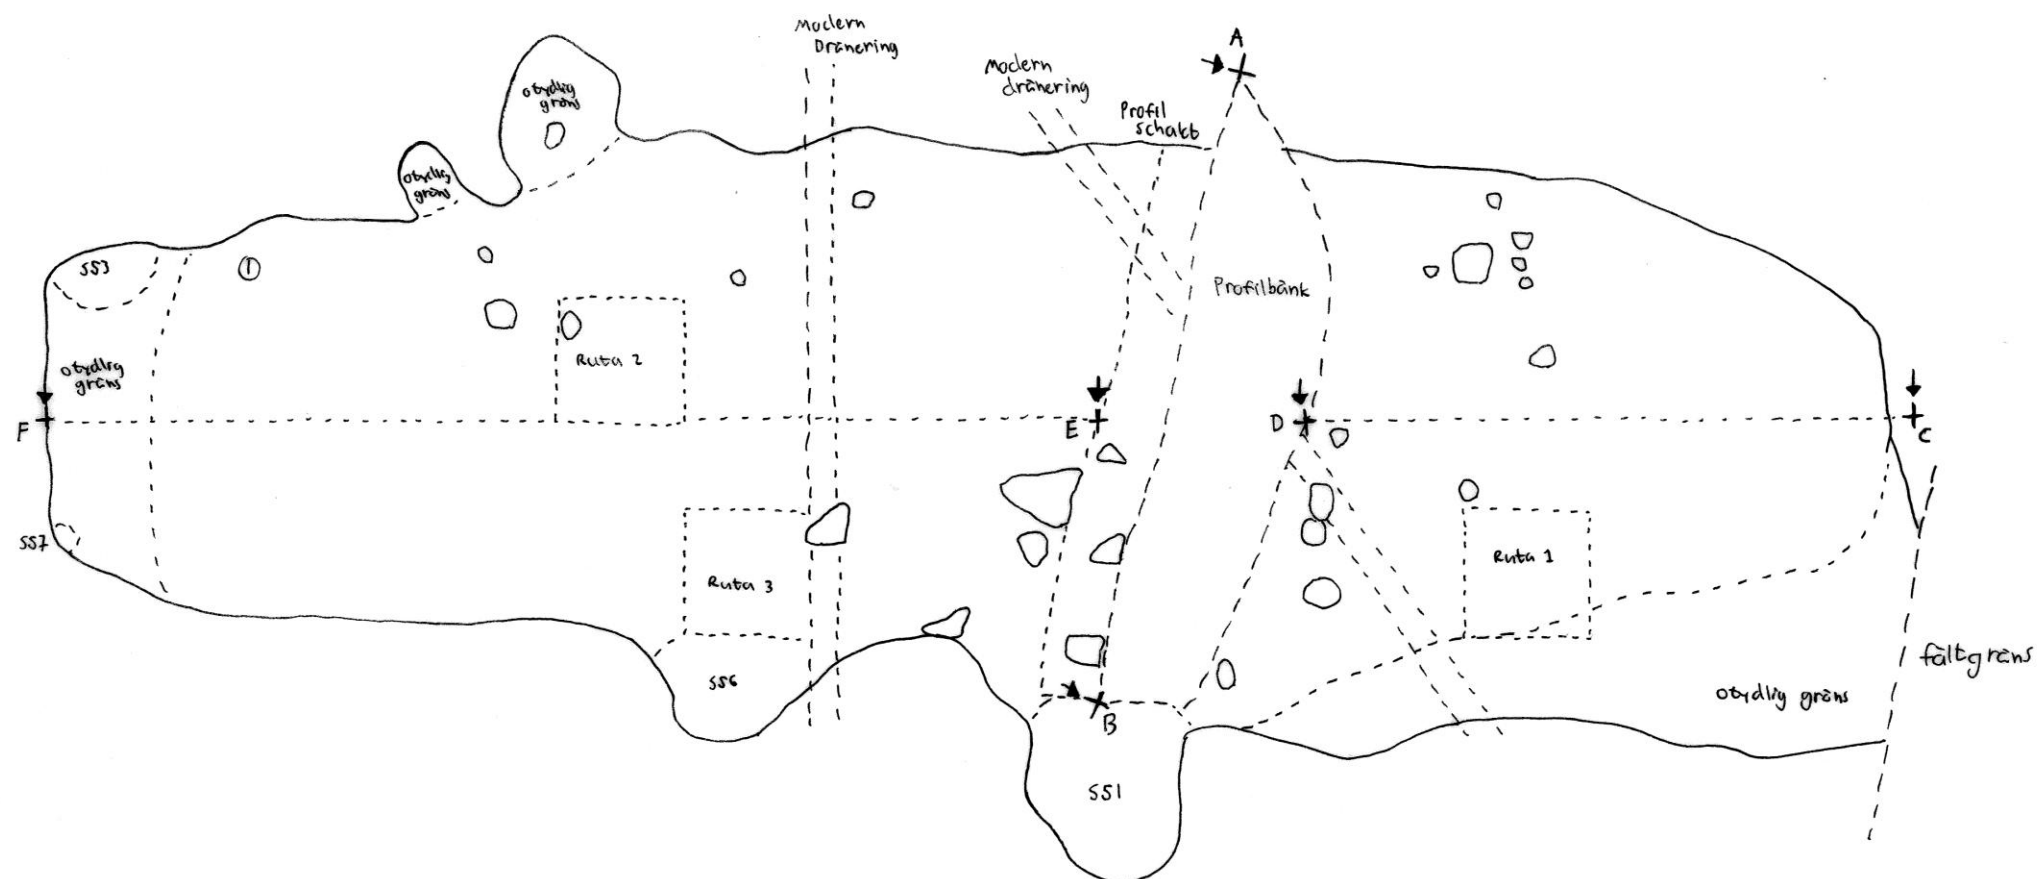 Modern
Dränering
A
Modern
dränering
Profil
schakt
otydlig
gräns
otydlig
gräns
SS3
1
Profilbänk
Ruta 2
otydlig
gräns
F
E
D
C
SS7
Ruta 3
Ruta 1
SS6
fältgräns
otydlig gräns
B
SS1